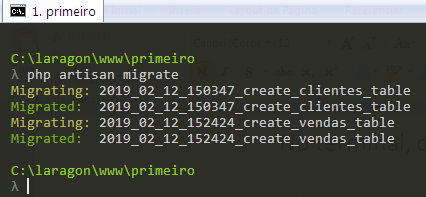 1. primeiro
C:\laragon\www\primeiro
λ php artisan migrate
Migrating: 2019_02_12_150347_create_clientes_table
Migrated:  2019_02_12_150347_create_clientes_table
Migrating: 2019_02_12_152424_create_vendas_table
Migrated:  2019_02_12_152424_create_vendas_table
C:\laragon\www\primeiro
λ